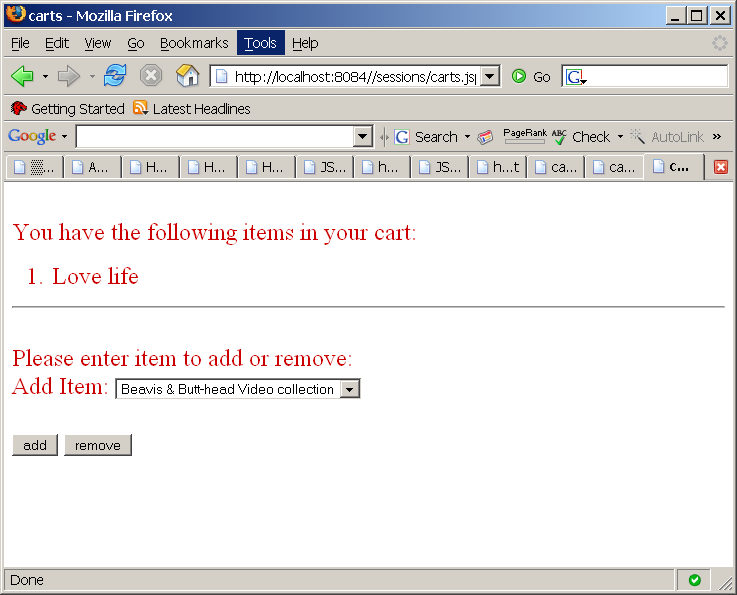 carts - Mozilla Firefox
File Edit View Go Bookmarks Tools Help
http://localhost:8084//sessions/carts.jsp Go G
Getting Started Latest Headlines
Google G Search PageRank ABC Check AutoLink »
... A... H... H... H... JS... h... JS... h...t ca... ca... c...
You have the following items in your cart:
1. Love life
Please enter item to add or remove:
Add Item: Beavis & Butt-head Video collection
add remove
Done